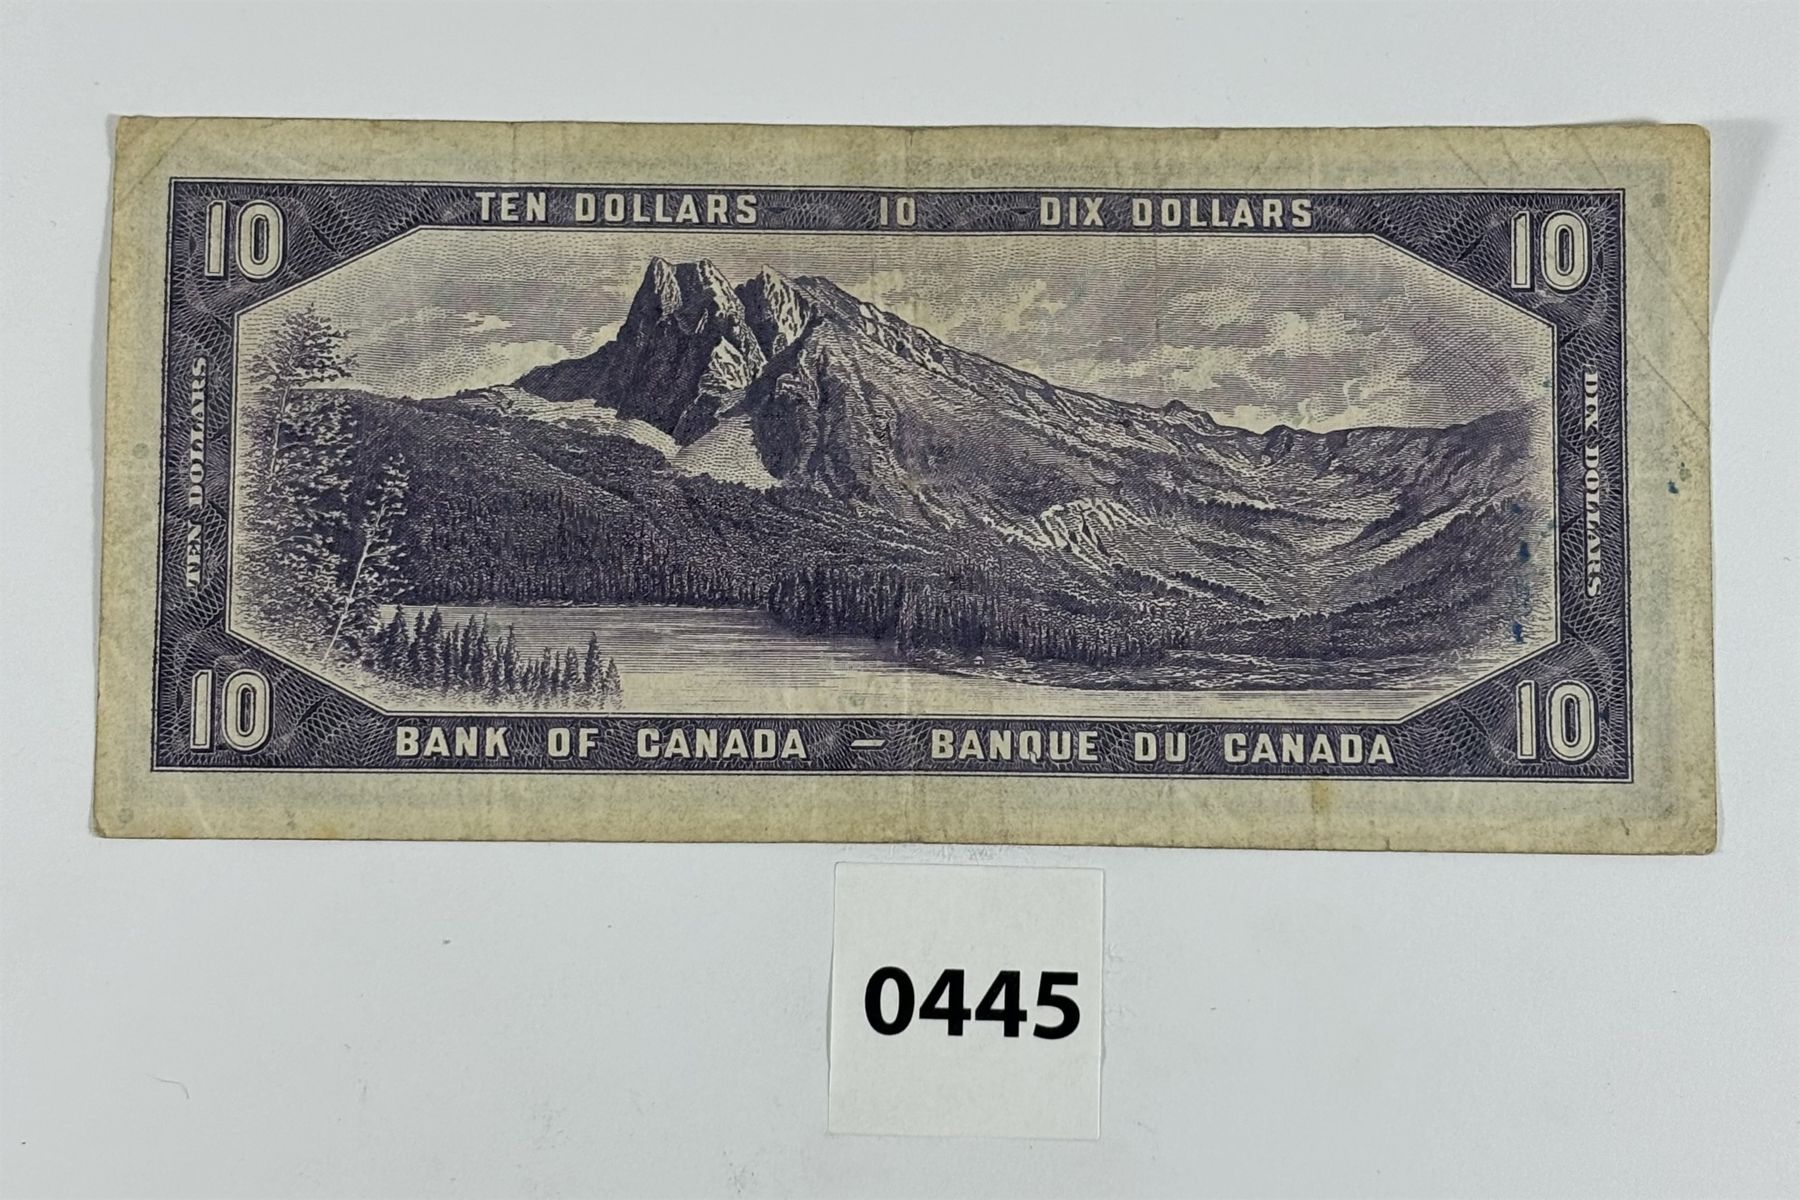 10 TEN DOLLARS 10 DIX DOLLARS 10
TEN DOLLARS
DIX DOLLARS
10 BANK OF CANADA – BANQUE DU CANADA 10
0445